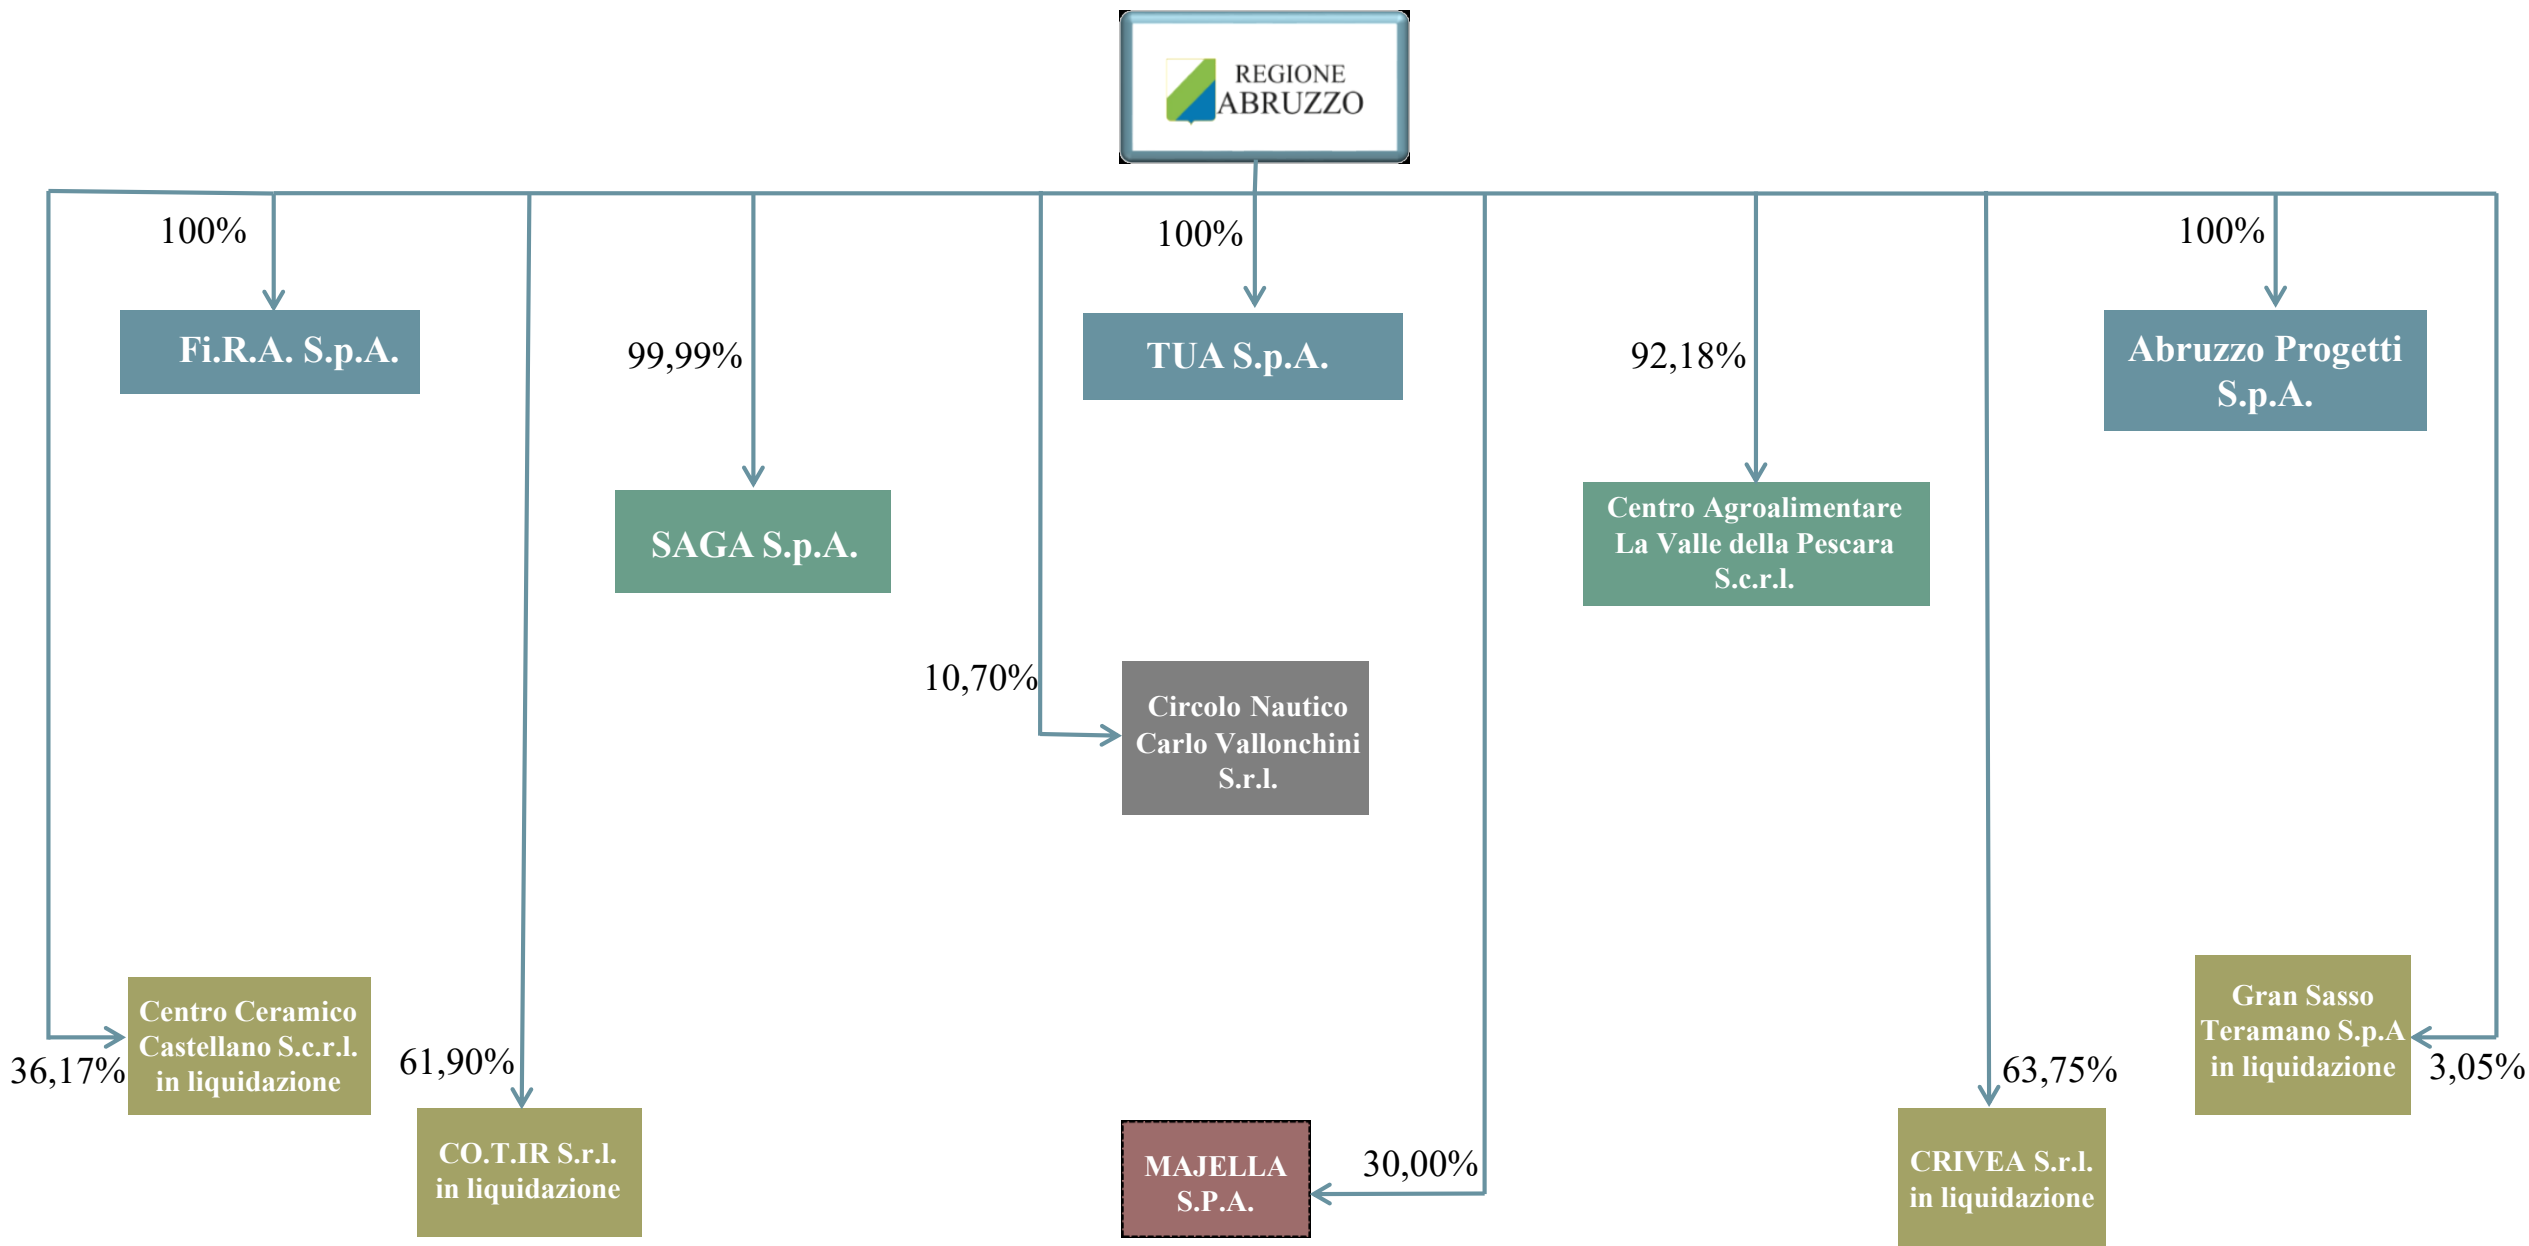 REGIONE
ABRUZZO
100%
100%
100%
Fi.R.A. S.p.A.
99,99%
TUA S.p.A.
92,18%
Abruzzo Progetti
S.p.A.
SAGA S.p.A.
Centro Agroalimentare
La Valle della Pescara
S.c.r.l.
10,70%
Circolo Nautico
Carlo Vallonchini
S.r.l.
Centro Ceramico
Castellano S.c.r.l.
in liquidazione
36,17%
61,90%
CO.T.IR S.r.l.
in liquidazione
MAJELLA
S.P.A.
30,00%
63,75%
CRIVEA S.r.l.
in liquidazione
Gran Sasso
Teramano S.p.A
in liquidazione
3,05%